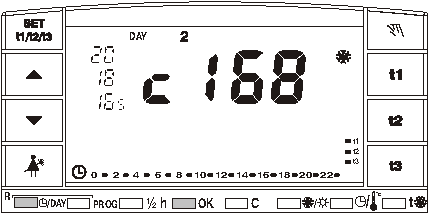 SET
t1/t2/t3
DAY 2
20
18
16 5
c 168
t1
t2
t3
t1
t2
t3
0 • 2 • 4 • 6 • 8 • 10 • 12 • 14 • 16 • 18 • 20 • 22 •
R /DAY PROG ½ h OK C / / t